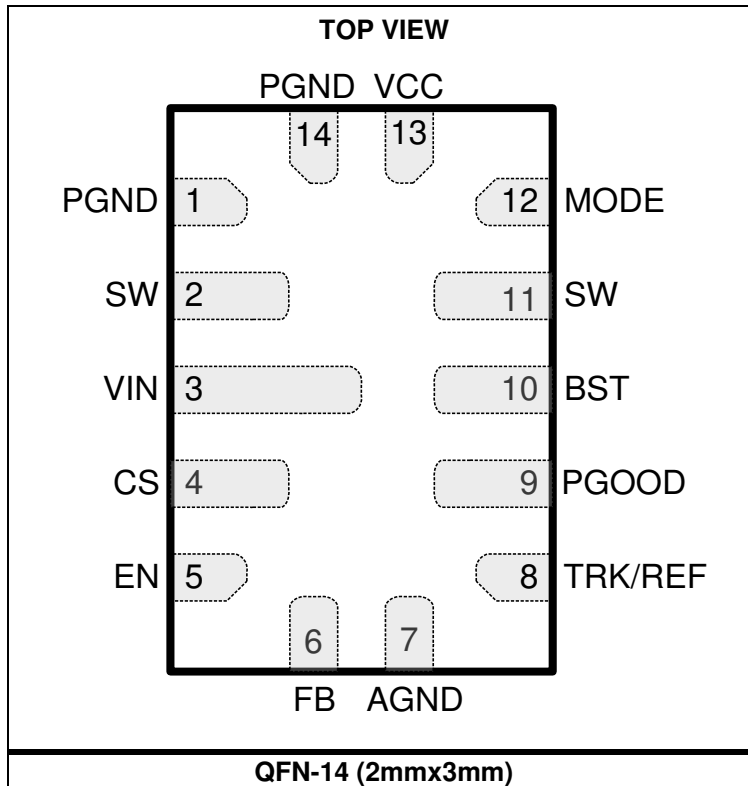 TOP VIEW
PGND VCC
14 13
PGND 1 12 MODE
SW 2 11 SW
VIN 3 10 BST
CS 4 9 PGOOD
EN 5 8 TRK/REF
6 7
FB AGND
QFN-14 (2mmx3mm)